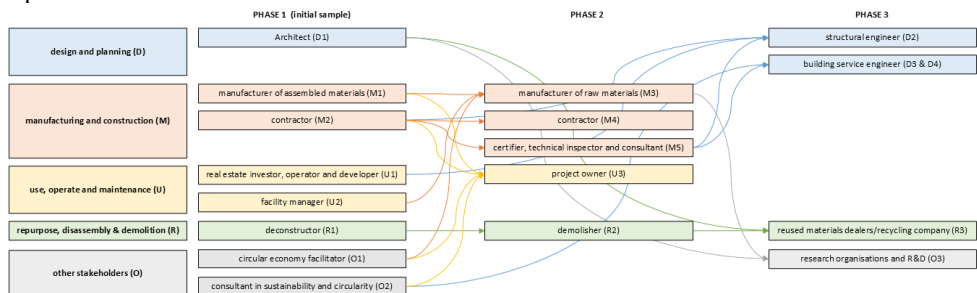 PHASE 1 (initial sample)
PHASE 2
PHASE 3
design and planning (D)
Architect (D1)
structural engineer (D2)
building service engineer (D3 & D4)
manufacturing and construction (M)
manufacturer of assembled materials (M1)
manufacturer of raw materials (M3)
contractor (M2)
contractor (M4)
certifier, technical inspector and consultant (M5)
use, operate and maintenance (U)
real estate investor, operator and developer (U1)
project owner (U3)
facility manager (U2)
repurpose, disassembly & demolition (R)
deconstructor (R1)
demolisher (R2)
reused materials dealers/recycling company (R3)
other stakeholders (O)
circular economy facilitator (O1)
research organisations and R&D (O3)
consultant in sustainability and circularity (O2)